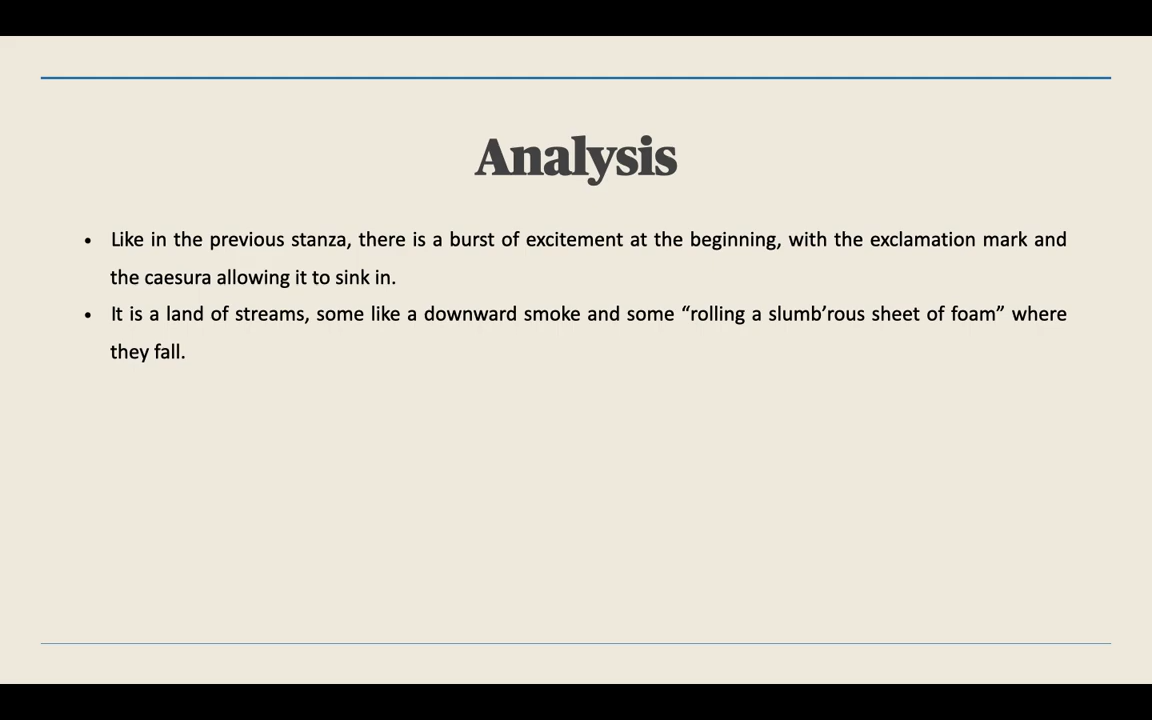 Analysis
• Like in the previous stanza, there is a burst of excitement at the beginning, with the exclamation mark and
the caesura allowing it to sink in.
• It is a land of streams, some like a downward smoke and some “rolling a slumb’rous sheet of foam” where
they fall.